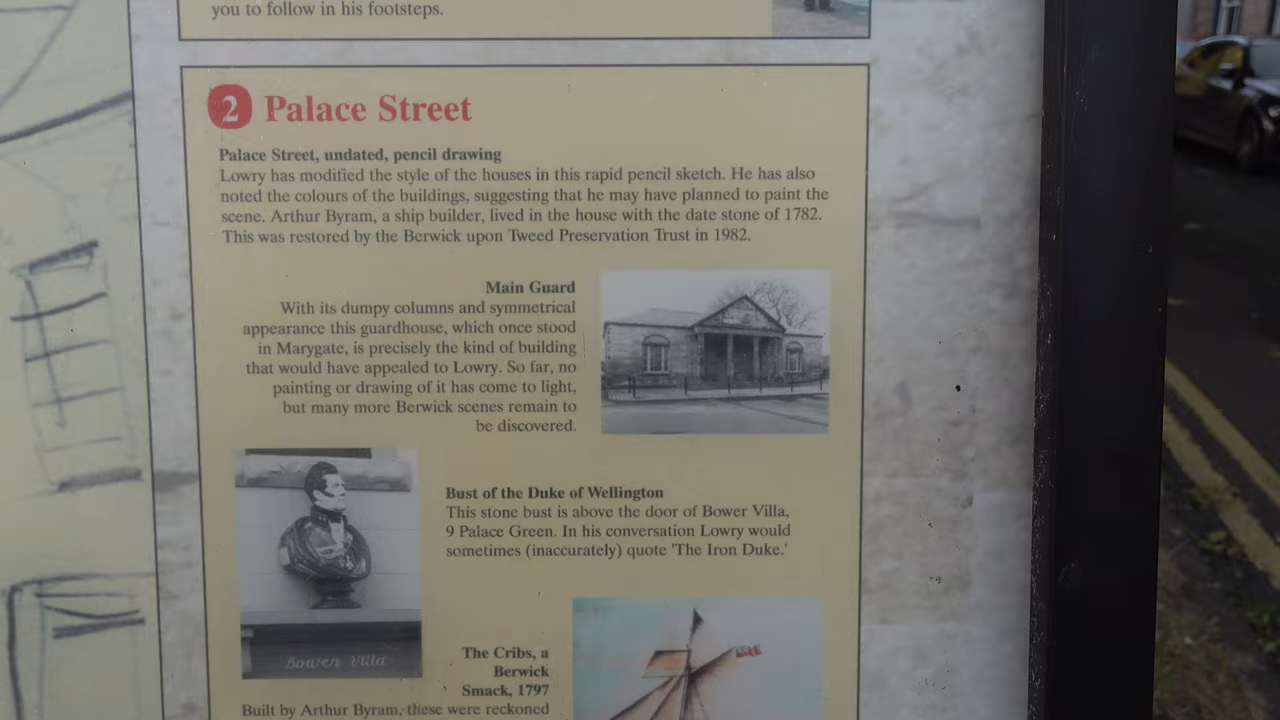 you to follow in his footsteps.
2 Palace Street
Palace Street, undated, pencil drawing
Lowry has modified the style of the houses in this rapid pencil sketch. He has also
noted the colours of the buildings, suggesting that he may have planned to paint the
scene. Arthur Byram, a ship builder, lived in the house with the date stone of 1782.
This was restored by the Berwick upon Tweed Preservation Trust in 1982.
Main Guard
With its dumpy columns and symmetrical
appearance this guardhouse, which once stood
in Marygate, is precisely the kind of building
that would have appealed to Lowry. So far, no
painting or drawing of it has come to light,
but many more Berwick scenes remain to
be discovered.
Bust of the Duke of Wellington
This stone bust is above the door of Bower Villa,
9 Palace Green. In his conversation Lowry would
sometimes (inaccurately) quote 'The Iron Duke.'
Bower Villa
The Cribs, a
Berwick
Smack, 1797
Built by Arthur Byram, these were reckoned